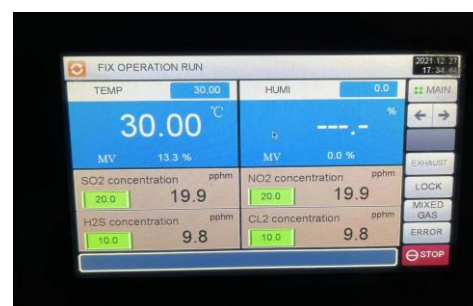 FIX OPERATION RUN
2021.12.27
17:34:48
TEMP 30.00
HUMI 0.0
MAIN
30.00 °C
---.- %
MV 13.3 %
MV 0.0 %
EXHAUST
SO2 concentration pphm
20.0 19.9
NO2 concentration pphm
20.0 19.9
LOCK
MIXED
GAS
H2S concentration pphm
10.0 9.8
CL2 concentration pphm
10.0 9.8
ERROR
STOP